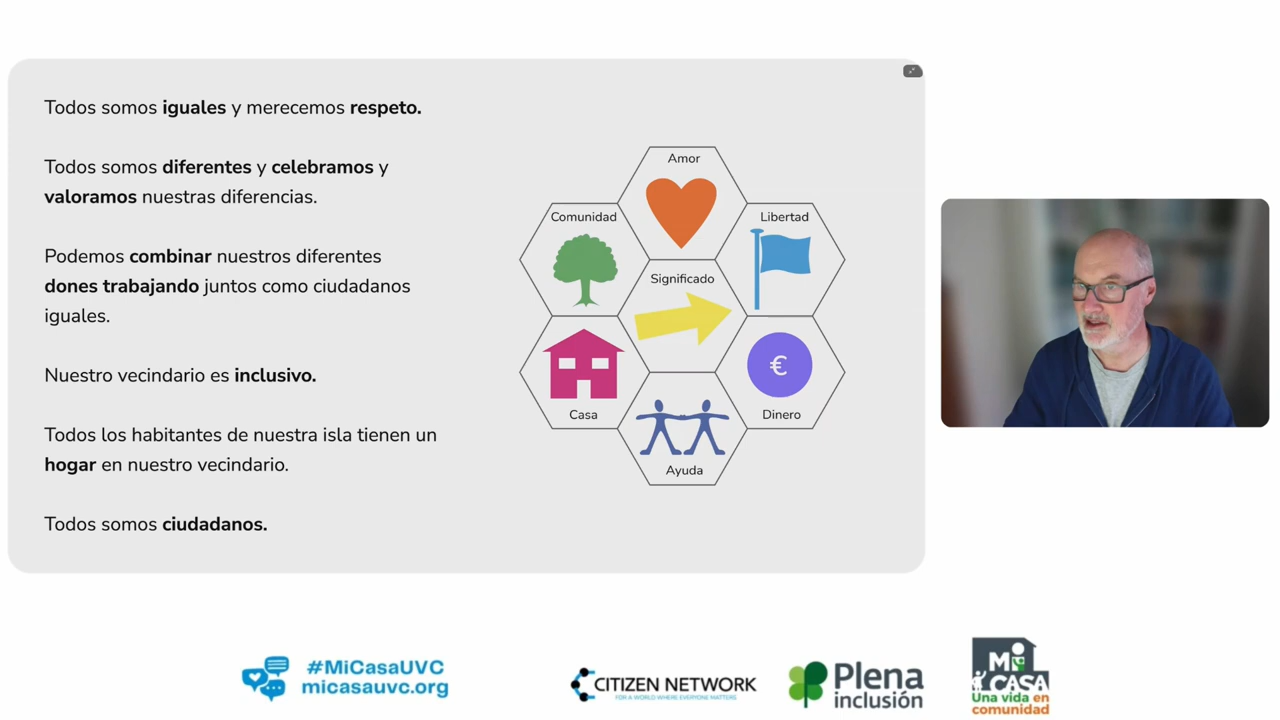 Todos somos iguales y merecemos respeto.
Todos somos diferentes y celebramos y
valoramos nuestras diferencias.
Podemos combinar nuestros diferentes
dones trabajando juntos como ciudadanos
iguales.
Nuestro vecindario es inclusivo.
Todos los habitantes de nuestra isla tienen un
hogar en nuestro vecindario.
Todos somos ciudadanos.
Amor
Comunidad
Libertad
Significado
€
Casa
Dinero
Ayuda
#MiCasaUVC
micasauvc.org
CITIZEN NETWORK
FOR A WORLD WHERE EVERYONE MATTERS
Plena
inclusión
Mi
CASA
Una vida en
comunidad